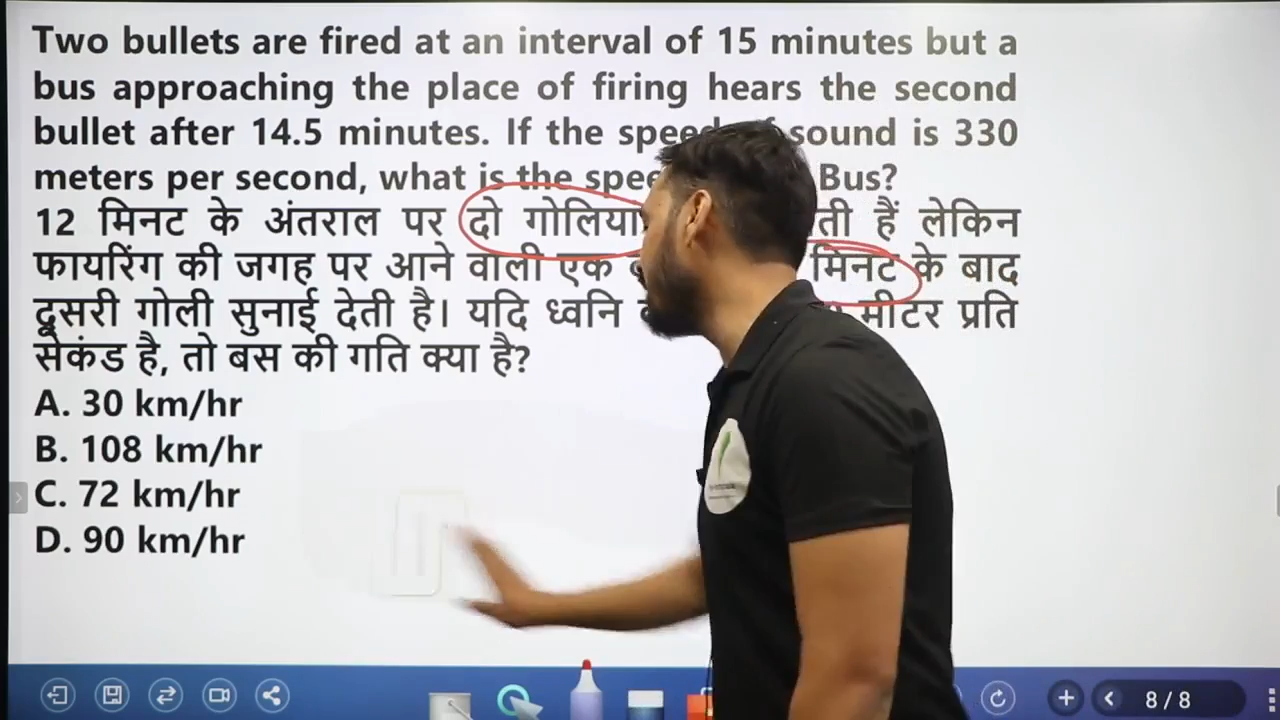 Two bullets are fired at an interval of 15 minutes but a
bus approaching the place of firing hears the second
bullet after 14.5 minutes. If the speed sound is 330
meters per second, what is the Bus?
12 मिनट के अंतराल पर दो हैं लेकिन
फायरिंग की जगह पर आने वाली एक मिनट के बाद
दूसरी गोली सुनाई देती है। यदि ध्वनि मीटर प्रति
सेकंड है, तो बस की गति क्या है?
A. 30 km/hr
B. 108 km/hr
C. 72 km/hr
D. 90 km/hr
8 / 8